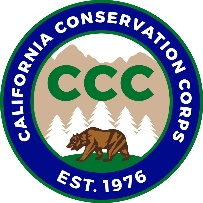 CALIFORNIA CONSERVATION CORPS
CCC
EST. 1976